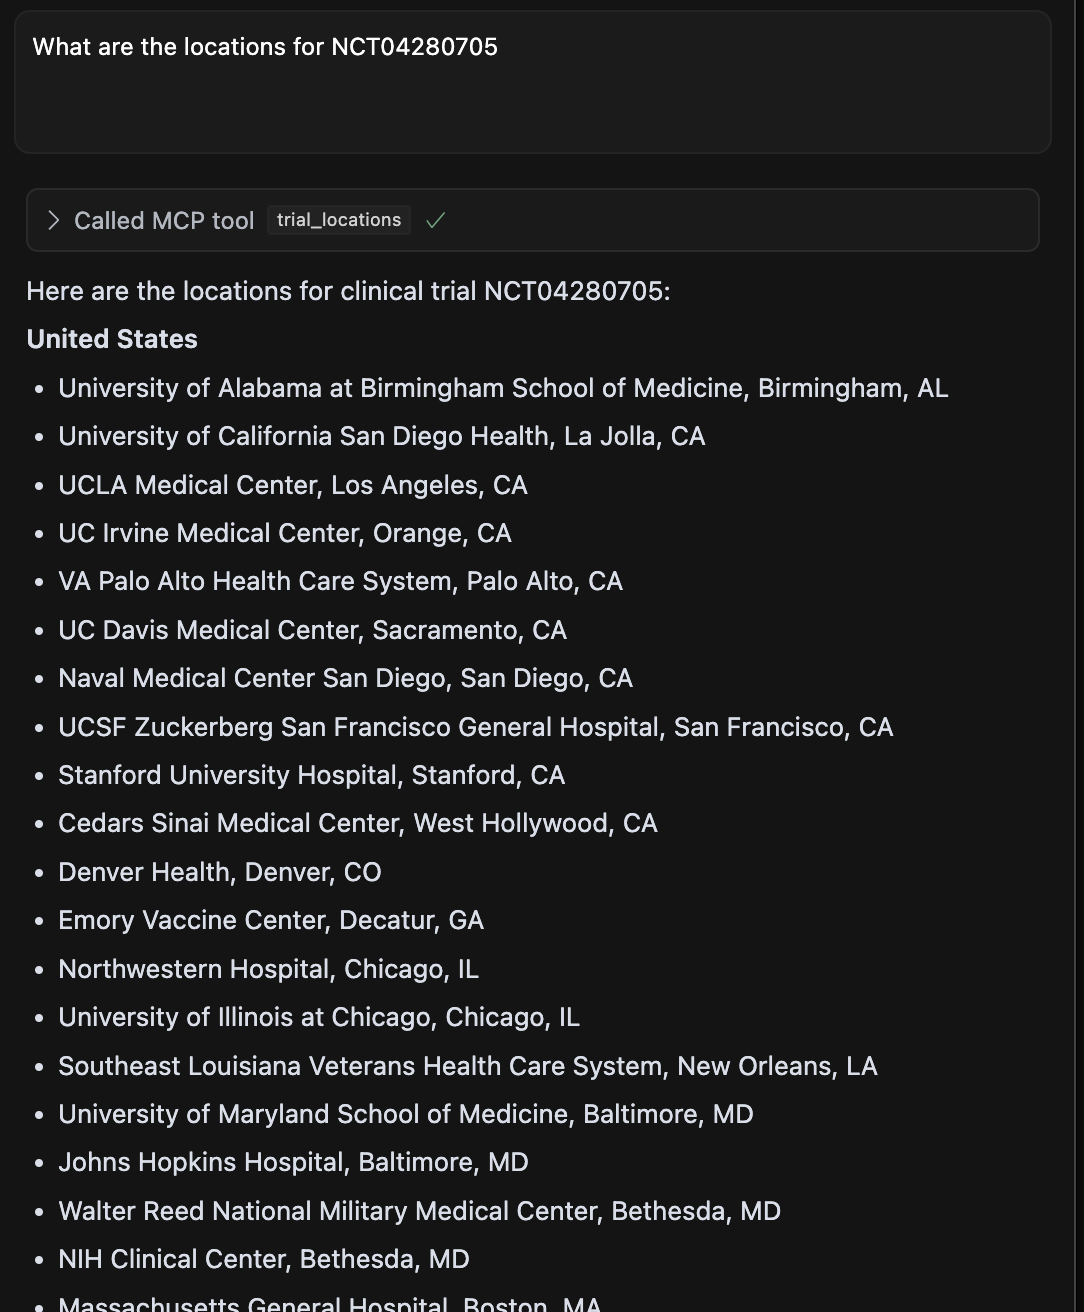 What are the locations for NCT04280705
Called MCP tool trial_locations
Here are the locations for clinical trial NCT04280705:
United States
• University of Alabama at Birmingham School of Medicine, Birmingham, AL
• University of California San Diego Health, La Jolla, CA
• UCLA Medical Center, Los Angeles, CA
• UC Irvine Medical Center, Orange, CA
• VA Palo Alto Health Care System, Palo Alto, CA
• UC Davis Medical Center, Sacramento, CA
• Naval Medical Center San Diego, San Diego, CA
• UCSF Zuckerberg San Francisco General Hospital, San Francisco, CA
• Stanford University Hospital, Stanford, CA
• Cedars Sinai Medical Center, West Hollywood, CA
• Denver Health, Denver, CO
• Emory Vaccine Center, Decatur, GA
• Northwestern Hospital, Chicago, IL
• University of Illinois at Chicago, Chicago, IL
• Southeast Louisiana Veterans Health Care System, New Orleans, LA
• University of Maryland School of Medicine, Baltimore, MD
• Johns Hopkins Hospital, Baltimore, MD
• Walter Reed National Military Medical Center, Bethesda, MD
• NIH Clinical Center, Bethesda, MD
• Massachusetts General Hospital, Boston, MA